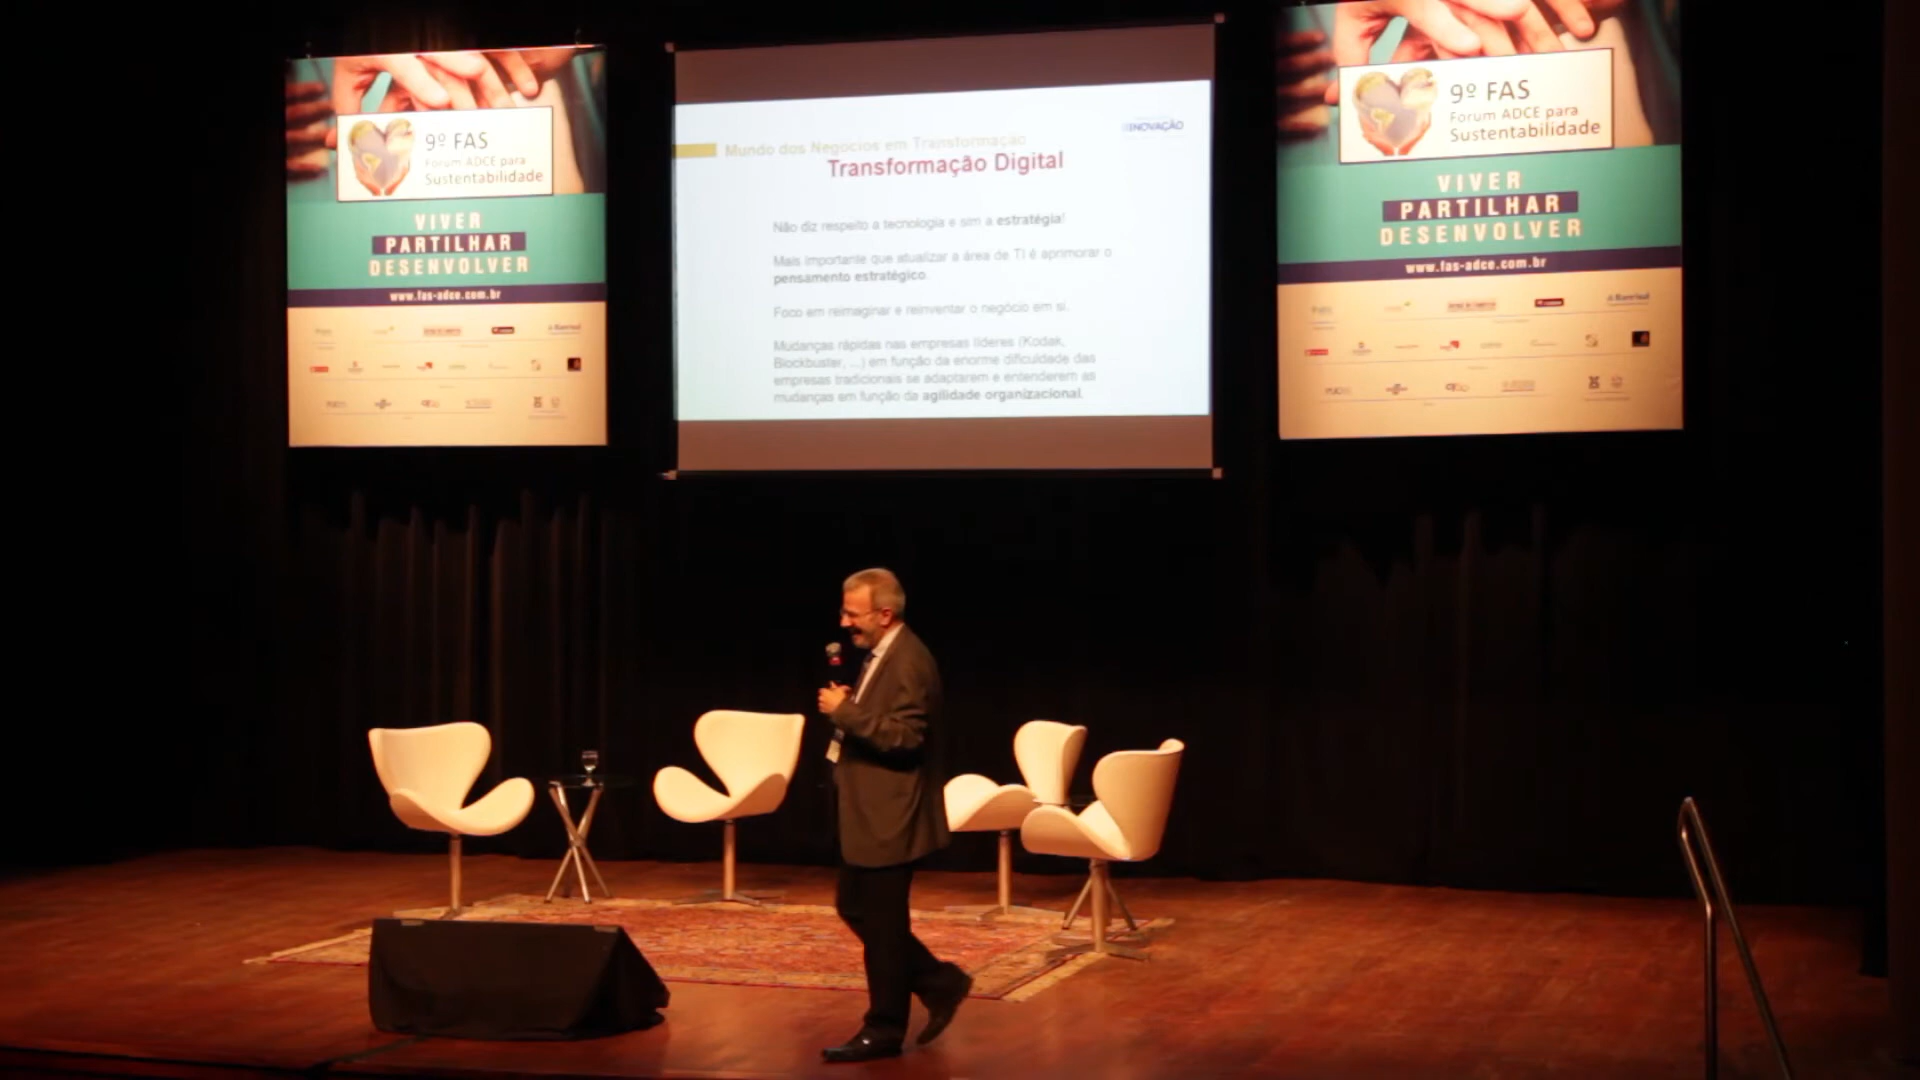 9º FAS
Forum ADCE para
Sustentabilidade
VIVER
PARTILHAR
DESENVOLVER
www.fas-adce.com.br
Banrisul
INOVAÇÃO
Mundo dos Negócios em Transformação
Transformação Digital
Não diz respeito a tecnologia e sim a estratégia!
Mais importante que atualizar a área de TI é aprimorar o
pensamento estratégico.
Foco em reimaginar e reinventar o negócio em si.
Mudanças rápidas nas empresas líderes (Kodak,
Blockbuster, ...) em função da enorme dificuldade das
empresas tradicionais se adaptarem e entenderem as
mudanças em função da agilidade organizacional.
9º FAS
Forum ADCE para
Sustentabilidade
VIVER
PARTILHAR
DESENVOLVER
www.fas-adce.com.br
Banrisul